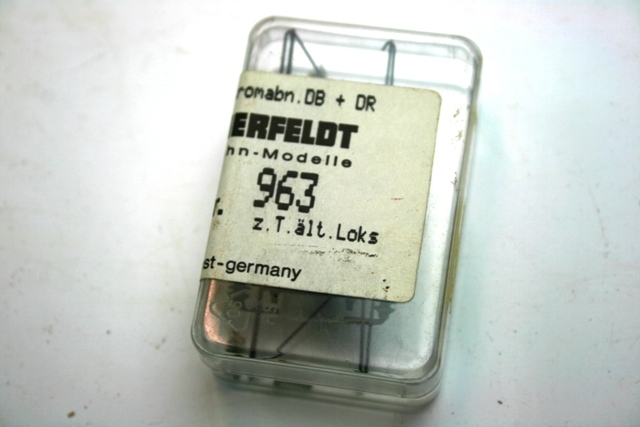 romabn.DB + DR
ERFELDT
hn-Modelle
r. 963
z.T.ält.Loks
st-germany